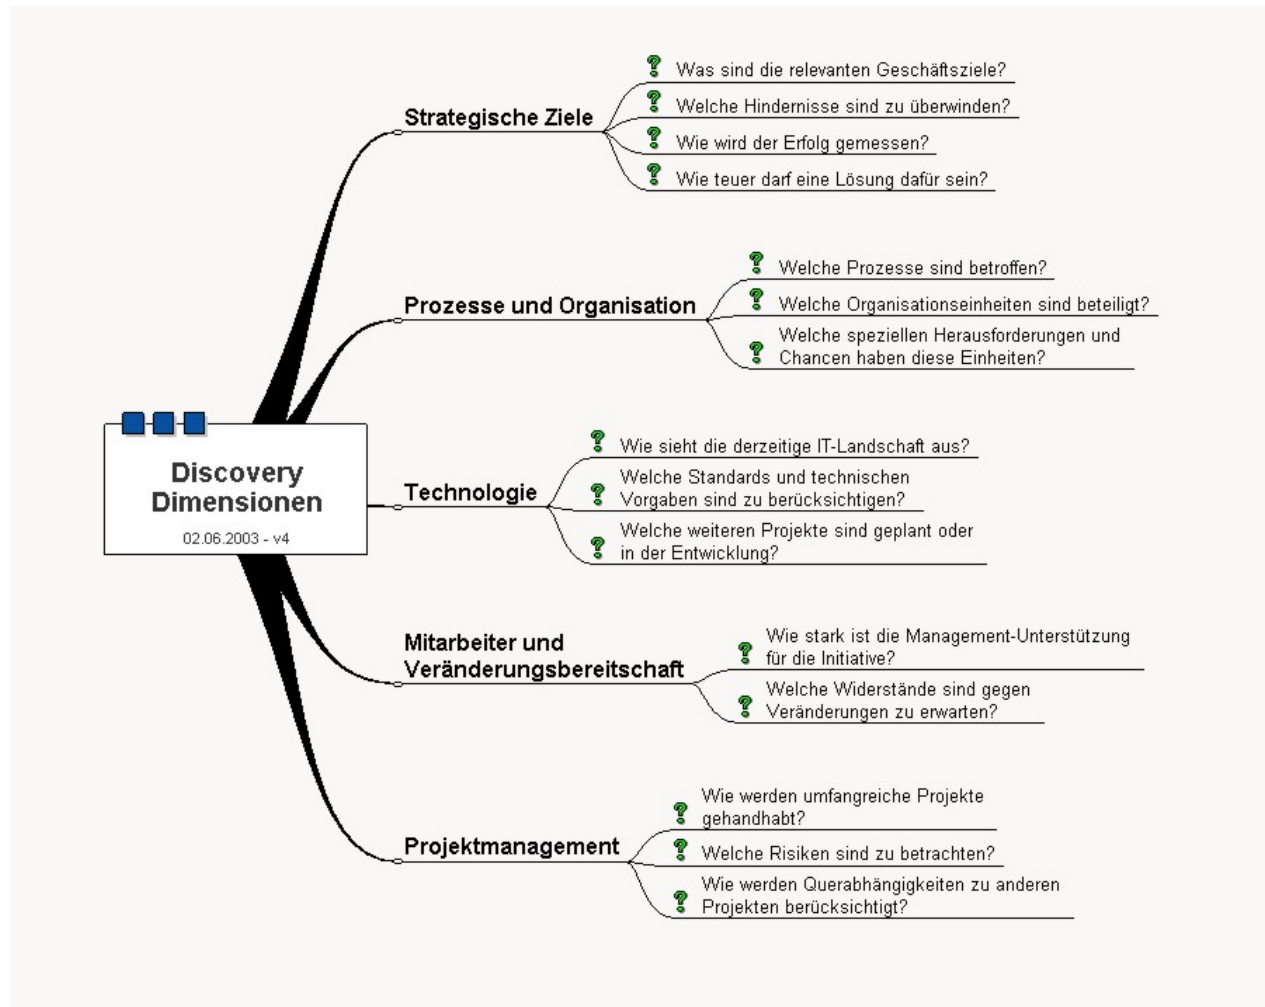 Discovery
Dimensionen
02.06.2003 - v4
Strategische Ziele
Was sind die relevanten Geschäftsziele?
Welche Hindernisse sind zu überwinden?
Wie wird der Erfolg gemessen?
Wie teuer darf eine Lösung dafür sein?
Prozesse und Organisation
Welche Prozesse sind betroffen?
Welche Organisationseinheiten sind beteiligt?
Welche speziellen Herausforderungen und
Chancen haben diese Einheiten?
Technologie
Wie sieht die derzeitige IT-Landschaft aus?
Welche Standards und technischen
Vorgaben sind zu berücksichtigen?
Welche weiteren Projekte sind geplant oder
in der Entwicklung?
Mitarbeiter und
Veränderungsbereitschaft
Wie stark ist die Management-Unterstützung
für die Initiative?
Welche Widerstände sind gegen
Veränderungen zu erwarten?
Projektmanagement
Wie werden umfangreiche Projekte
gehandhabt?
Welche Risiken sind zu betrachten?
Wie werden Querabhängigkeiten zu anderen
Projekten berücksichtigt?